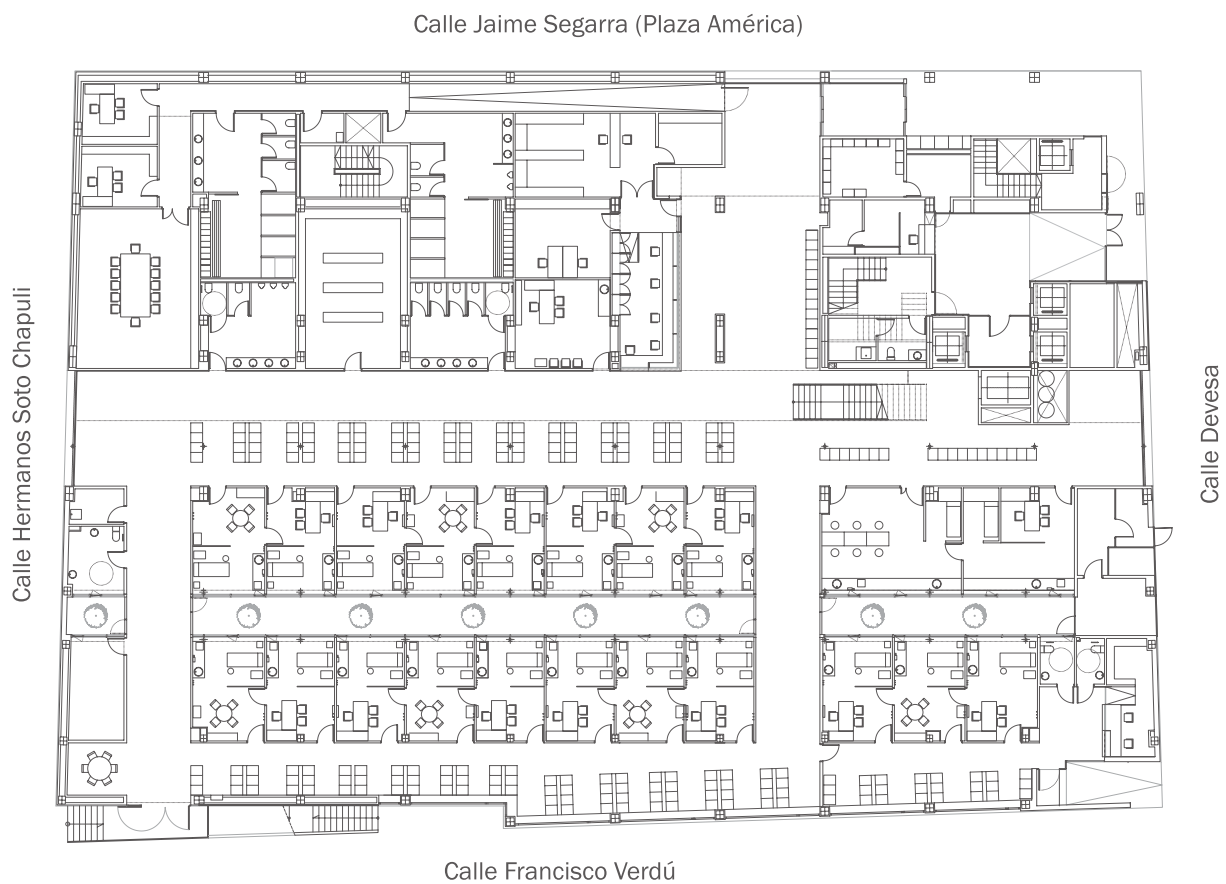 Calle Jaime Segarra (Plaza América)
Calle Hermanos Soto Chapuli
Calle Devesa
Calle Francisco Verdú